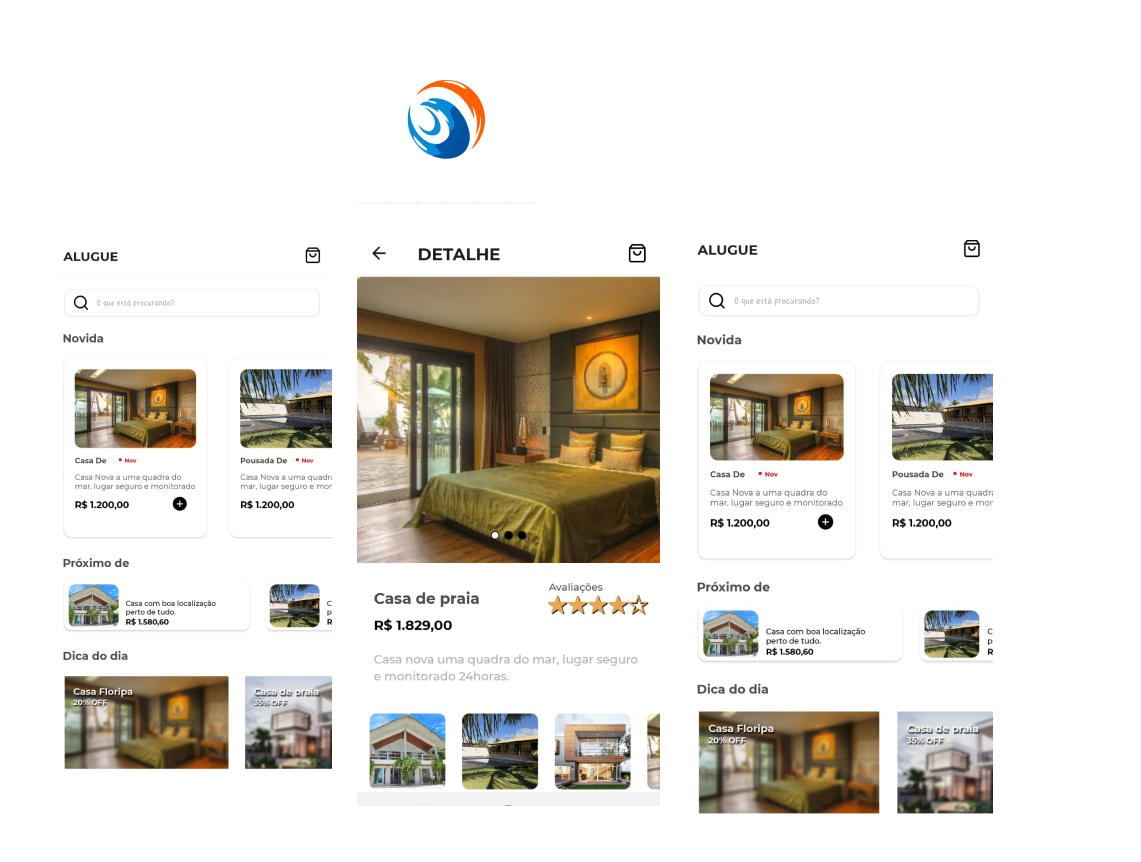 ALUGUE
O que está procurando?
Novida
Casa De
Nov
Pousada De
Nov
Casa Nova a uma quadra do
mar, lugar seguro e monitorado
Casa Nova a uma quadra
mar, lugar seguro e mor
R$ 1.200,00
R$ 1.200,00
Próximo de
Casa com boa localização
perto de tudo.
R$ 1.580,60
C
p
R
Dica do dia
Casa Floripa
20% OFF
Casa de praia
35% OFF
DETALHE
Avaliações
Casa de praia
R$ 1.829,00
Casa nova uma quadra do mar, lugar seguro
e monitorado 24horas.
ALUGUE
O que está procurando?
Novida
Casa De
Nov
Pousada De
Nov
Casa Nova a uma quadra do
mar, lugar seguro e monitorado
Casa Nova a uma quadra
mar, lugar seguro e mon
R$ 1.200,00
R$ 1.200,00
Próximo de
Casa com boa localização
perto de tudo.
R$ 1.580,60
C
p
R
Dica do dia
Casa Floripa
20% OFF
Casa de praia
35% OFF